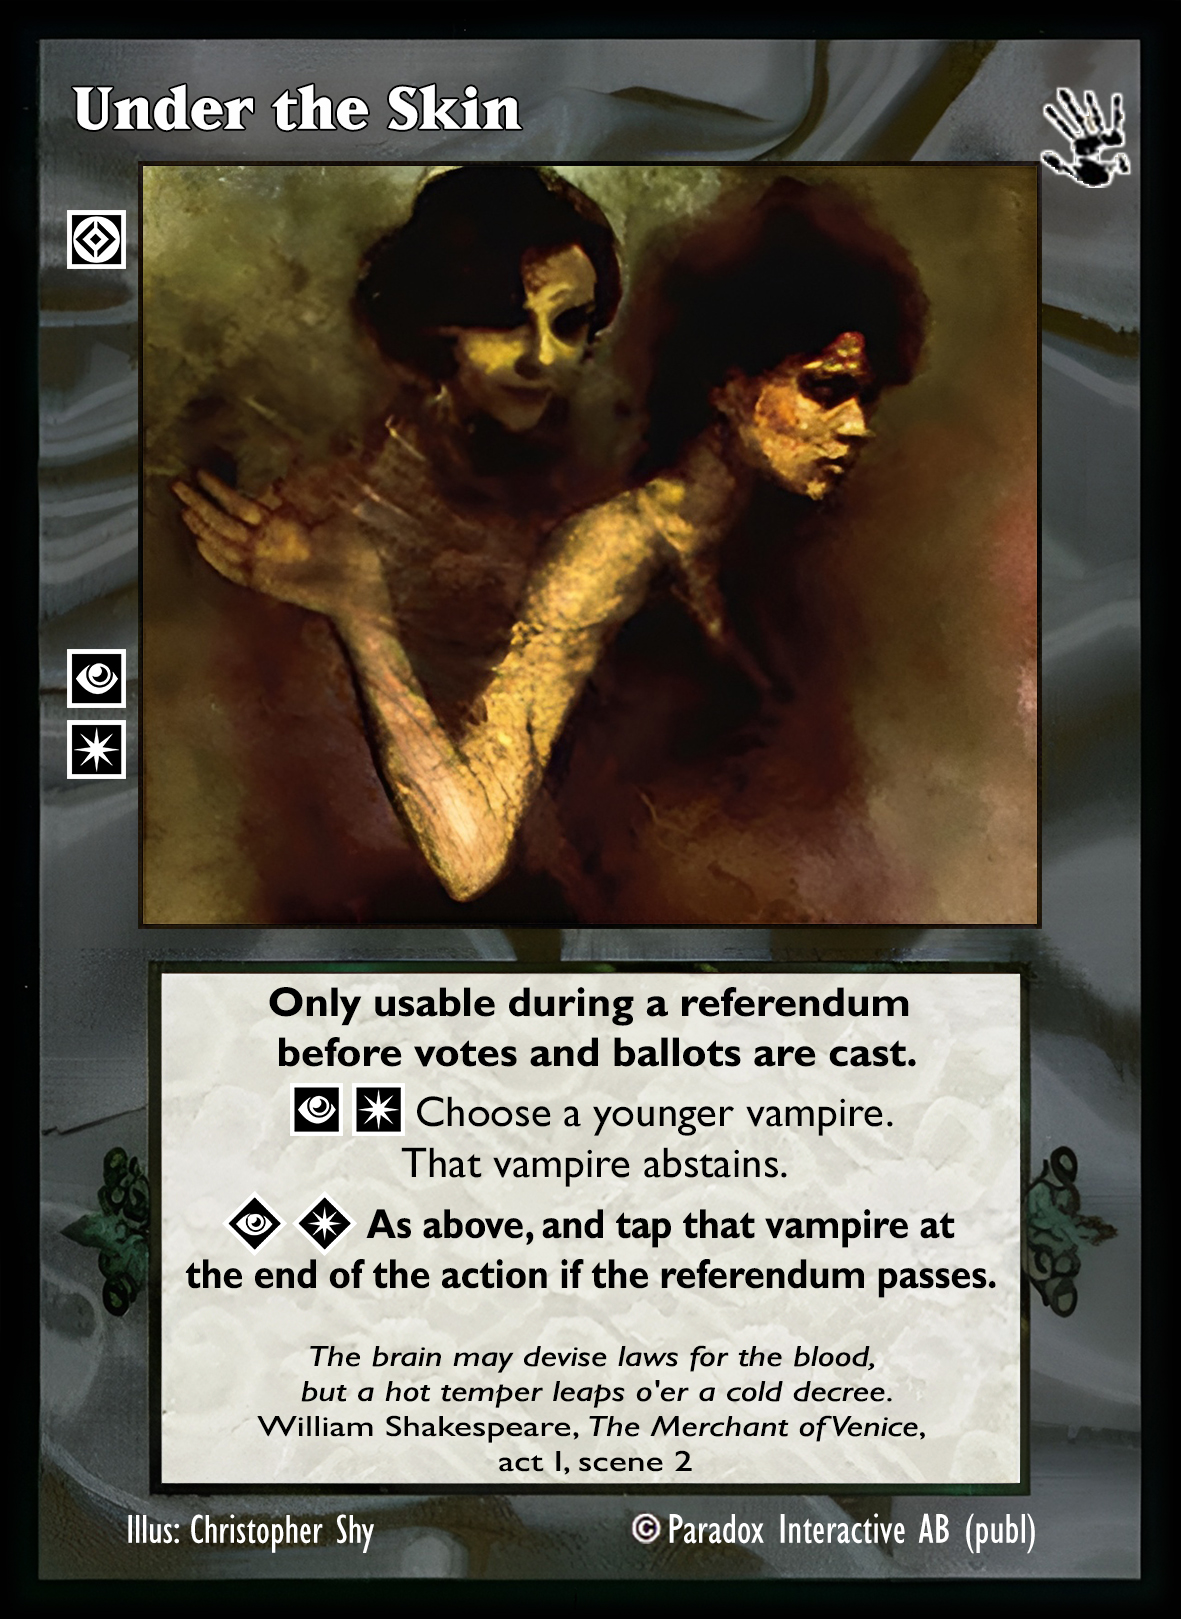 Under the Skin
Only usable during a referendum
before votes and ballots are cast.
Choose a younger vampire.
That vampire abstains.
As above, and tap that vampire at
the end of the action if the referendum passes.
The brain may devise laws for the blood,
but a hot temper leaps o'er a cold decree.
William Shakespeare, The Merchant of Venice,
act I, scene 2
Illus: Christopher Shy
© Paradox Interactive AB (publ)